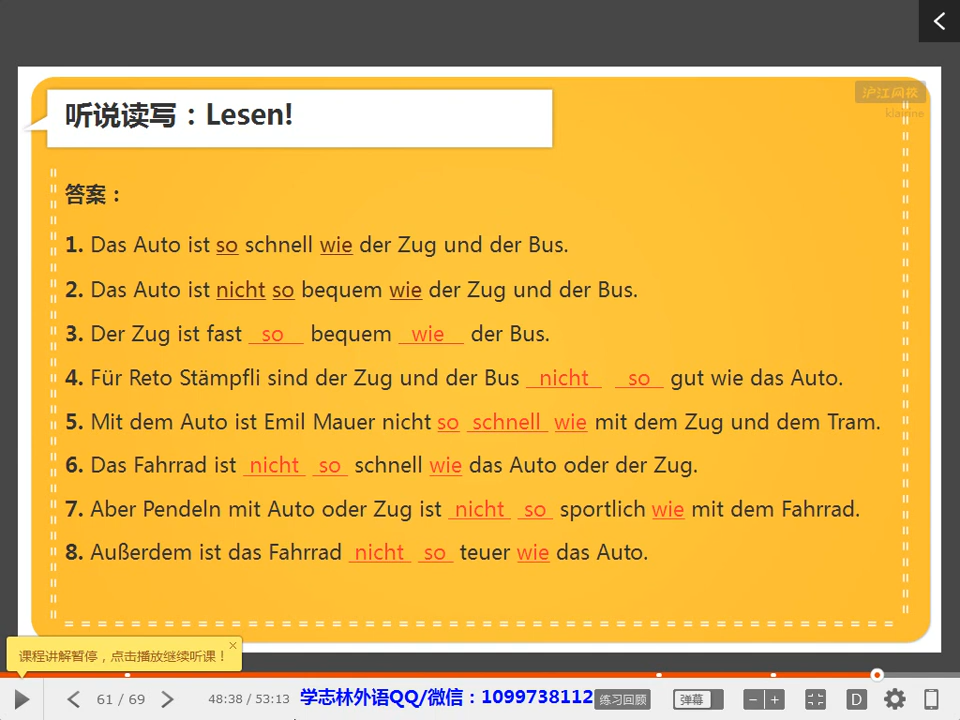 听说读写：Lesen!
沪江网校
klairine
答案：
1. Das Auto ist so schnell wie der Zug und der Bus.
2. Das Auto ist nicht so bequem wie der Zug und der Bus.
3. Der Zug ist fast so bequem wie der Bus.
4. Für Reto Stämpfli sind der Zug und der Bus nicht so gut wie das Auto.
5. Mit dem Auto ist Emil Mauer nicht so schnell wie mit dem Zug und dem Tram.
6. Das Fahrrad ist nicht so schnell wie das Auto oder der Zug.
7. Aber Pendeln mit Auto oder Zug ist nicht so sportlich wie mit dem Fahrrad.
8. Außerdem ist das Fahrrad nicht so teuer wie das Auto.
课程讲解暂停，点击播放继续听课！
61 / 69 48:38 / 53:13 学志林外语QQ/微信：1099738112 练习回顾 弹幕 D